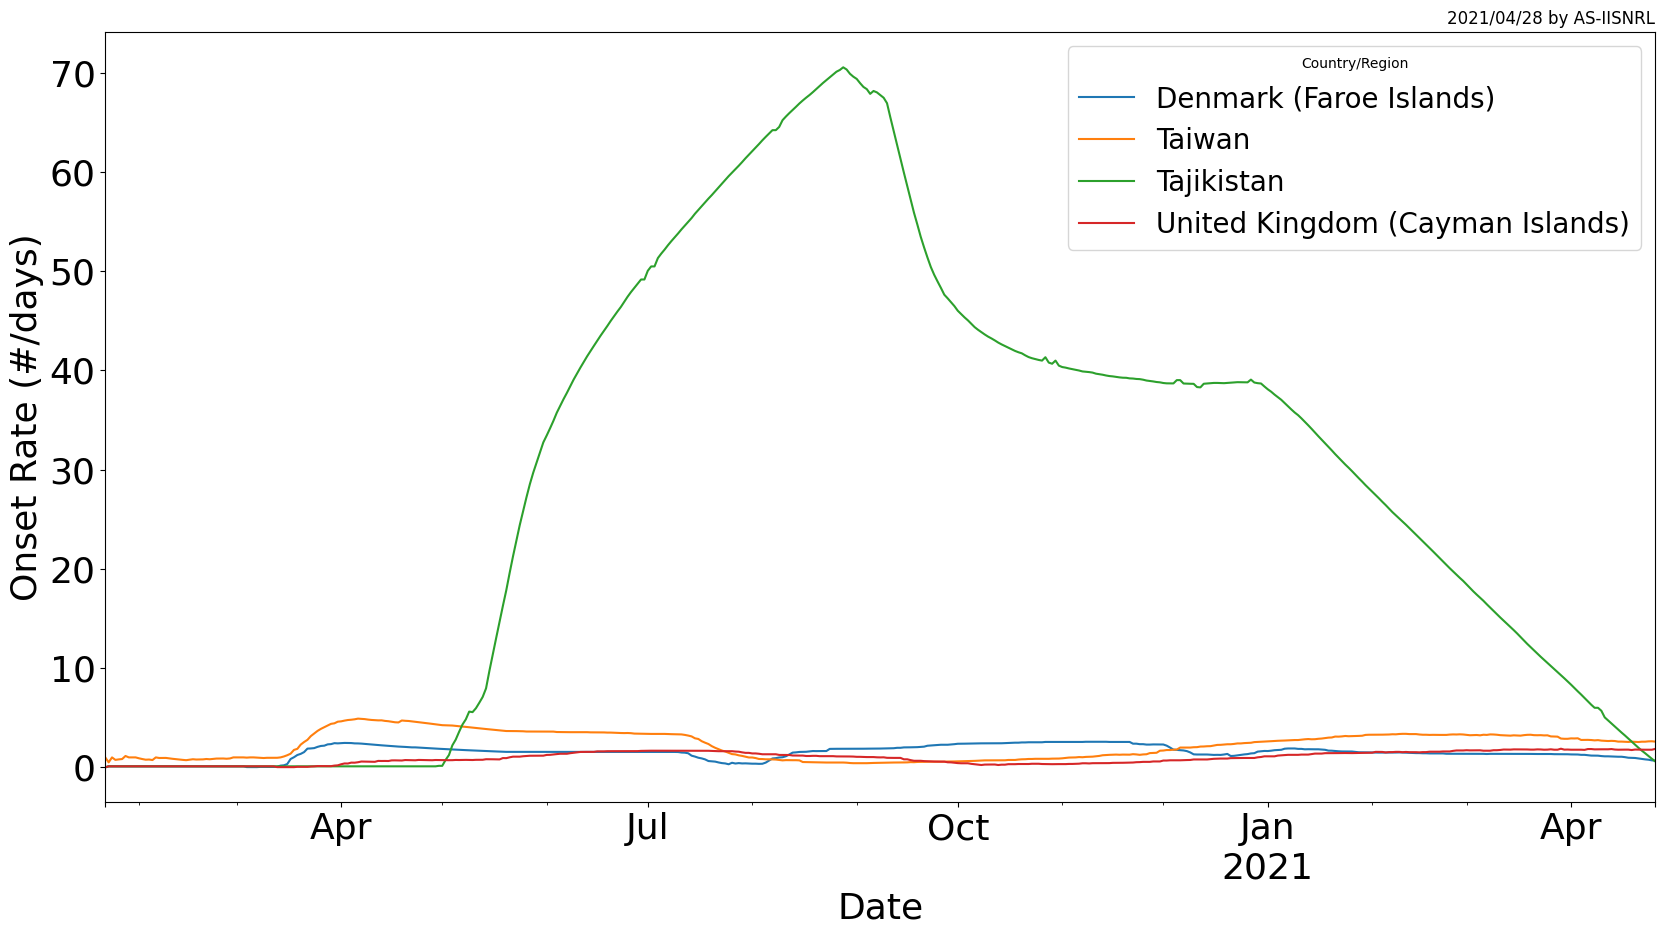 2021/04/28 by AS-IISNRL
Country/Region
Denmark (Faroe Islands)
Taiwan
Tajikistan
United Kingdom (Cayman Islands)
Onset Rate (#/days)
70
60
50
40
30
20
10
0
Apr
Jul
Oct
Jan
Apr
2021
Date